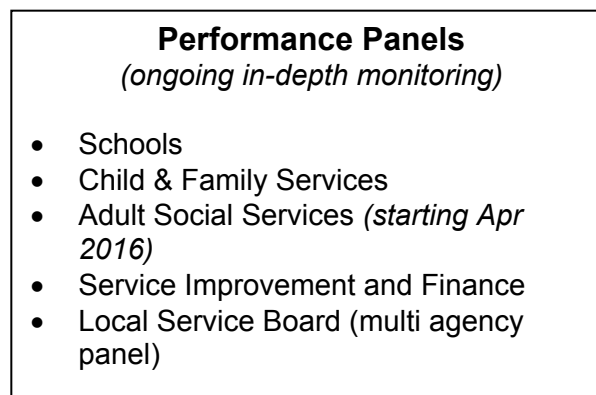 Performance Panels
(ongoing in-depth monitoring)
• Schools
• Child & Family Services
• Adult Social Services (starting Apr
2016)
• Service Improvement and Finance
• Local Service Board (multi agency
panel)